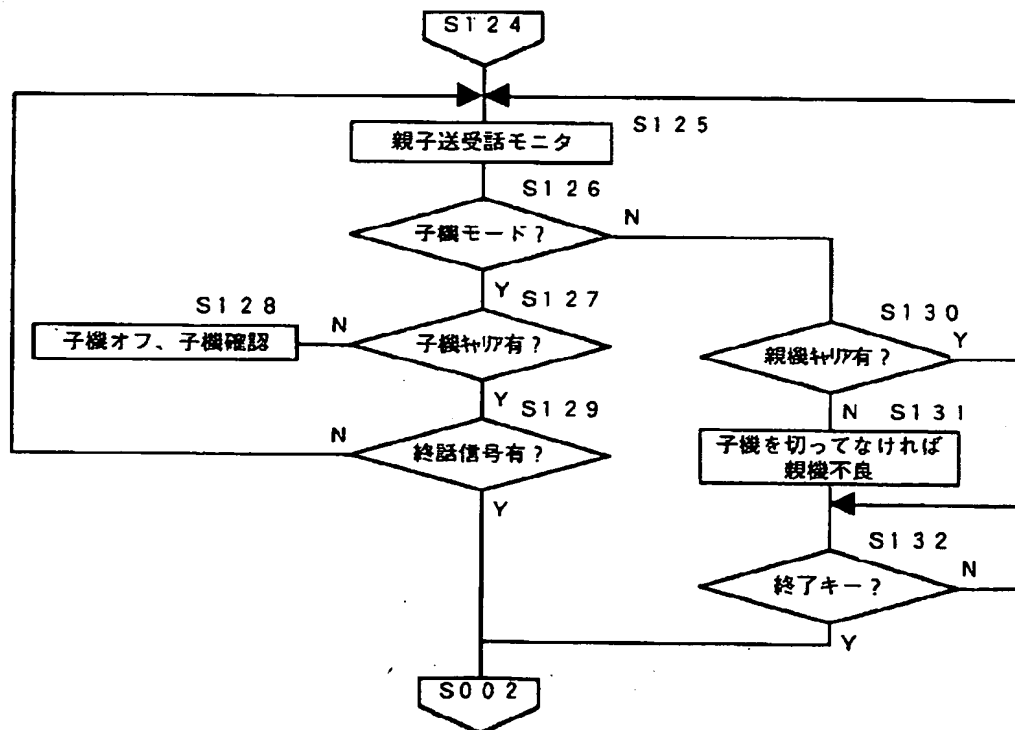 S124
S125
親子送受話モニタ
S126
子機モード?
N
Y
S127
S128
子機オフ、子機確認
N
子機キャリア有?
S130
親機キャリア有?
Y
Y
S129
N
終話信号有?
Y
N
S131
子機を切ってなければ
親機不良
S132
終了キー?
N
Y
S002